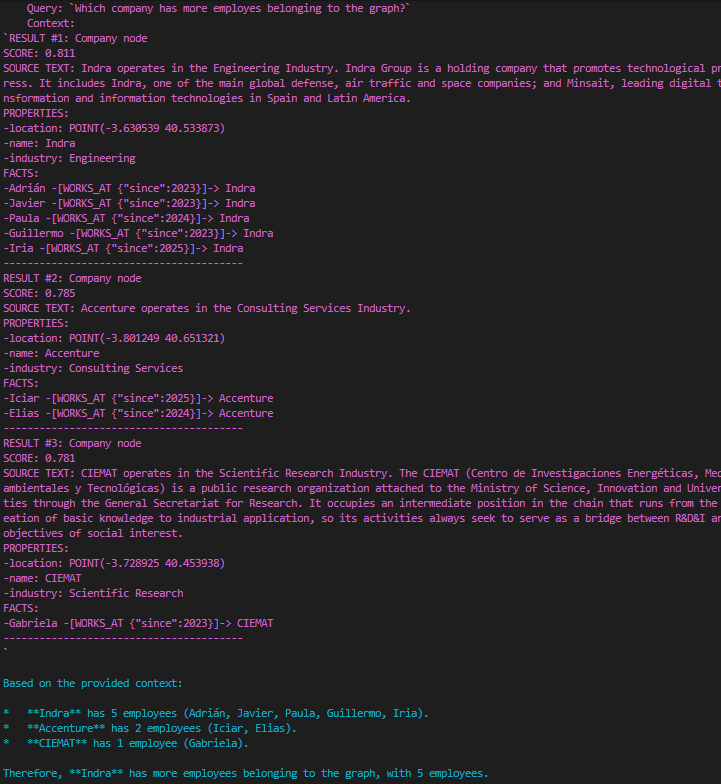 Query: `Which company has more employes belonging to the graph?`
Context:
`RESULT #1: Company node
SCORE: 0.811
SOURCE TEXT: Indra operates in the Engineering Industry. Indra Group is a holding company that promotes technological pr
ress. It includes Indra, one of the main global defense, air traffic and space companies; and Minsait, leading digital t
nsformation and information technologies in Spain and Latin America.
PROPERTIES:
-location: POINT(-3.630539 40.533873)
-name: Indra
-industry: Engineering
FACTS:
-Adrián -[WORKS_AT {"since":2023}]-> Indra
-Javier -[WORKS_AT {"since":2023}]-> Indra
-Paula -[WORKS_AT {"since":2024}]-> Indra
-Guillermo -[WORKS_AT {"since":2023}]-> Indra
-Iria -[WORKS_AT {"since":2025}]-> Indra
----------------------------------------
RESULT #2: Company node
SCORE: 0.785
SOURCE TEXT: Accenture operates in the Consulting Services Industry.
PROPERTIES:
-location: POINT(-3.801249 40.651321)
-name: Accenture
-industry: Consulting Services
FACTS:
-Iciar -[WORKS_AT {"since":2025}]-> Accenture
-Elias -[WORKS_AT {"since":2024}]-> Accenture
----------------------------------------
RESULT #3: Company node
SCORE: 0.781
SOURCE TEXT: CIEMAT operates in the Scientific Research Industry. The CIEMAT (Centro de Investigaciones Energéticas, Med
ambientales y Tecnológicas) is a public research organization attached to the Ministry of Science, Innovation and Univer
ties through the General Secretariat for Research. It occupies an intermediate position in the chain that runs from the
eation of basic knowledge to industrial application, so its activities always seek to serve as a bridge between R&D&I an
objectives of social interest.
PROPERTIES:
-location: POINT(-3.728925 40.453938)
-name: CIEMAT
-industry: Scientific Research
FACTS:
-Gabriela -[WORKS_AT {"since":2023}]-> CIEMAT
----------------------------------------
`
Based on the provided context:
*   **Indra** has 5 employees (Adrián, Javier, Paula, Guillermo, Iria).
*   **Accenture** has 2 employees (Iciar, Elias).
*   **CIEMAT** has 1 employee (Gabriela).
Therefore, **Indra** has more employees belonging to the graph, with 5 employees.